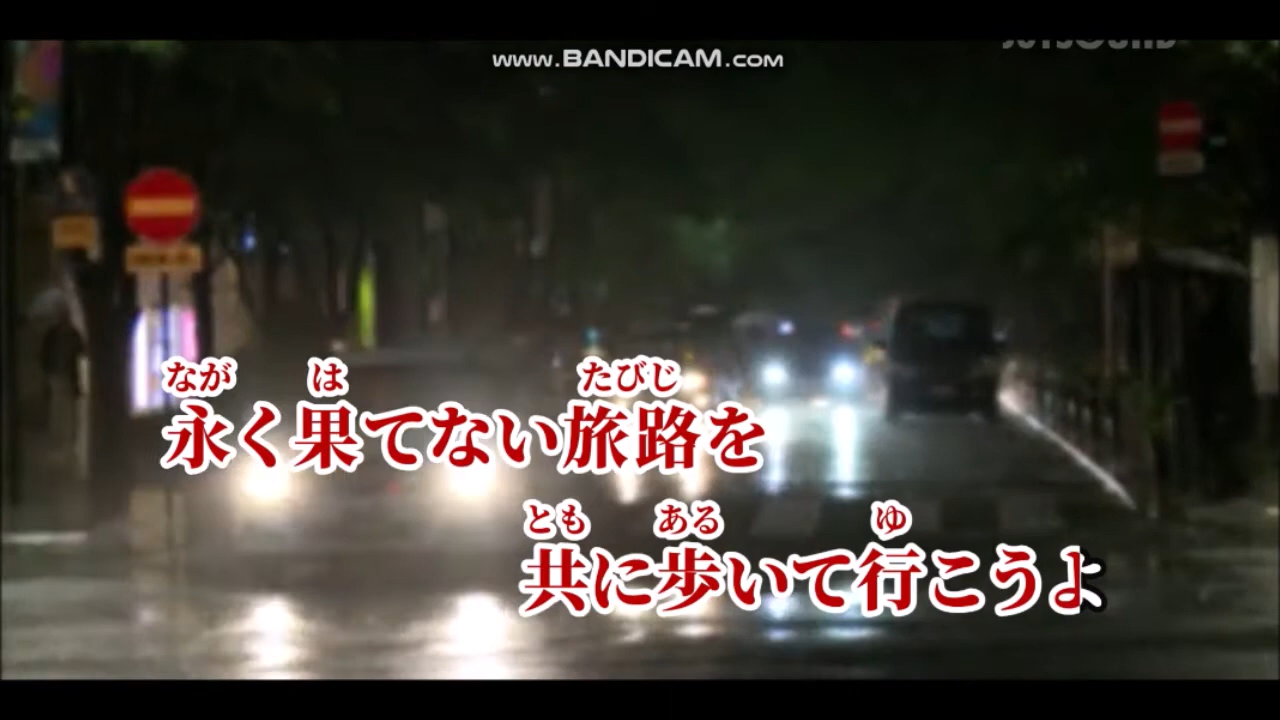 www.BANDICAM.com
JOYSOUND
なが は たびじ
永く果てない旅路を
とも ある ゆ
共に歩いて行こうよ